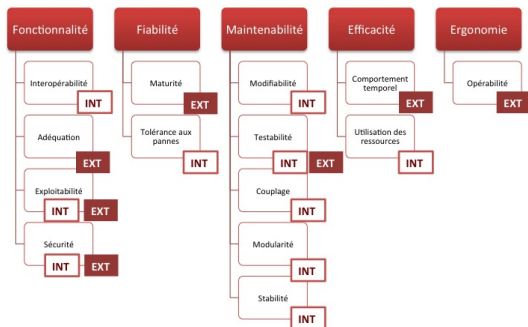 Fonctionnalité
Interopérabilité
INT
Adéquation
EXT
Exploitabilité
INT
EXT
Sécurité
INT
EXT
Fiabilité
Maturité
EXT
Tolérance aux
pannes
INT
Maintenabilité
Modifiabilité
INT
Testabilité
INT
EXT
Couplage
INT
Modularité
INT
Stabilité
INT
Efficacité
Comportement
temporel
EXT
Utilisation des
ressources
INT
Ergonomie
Opérabilité
EXT